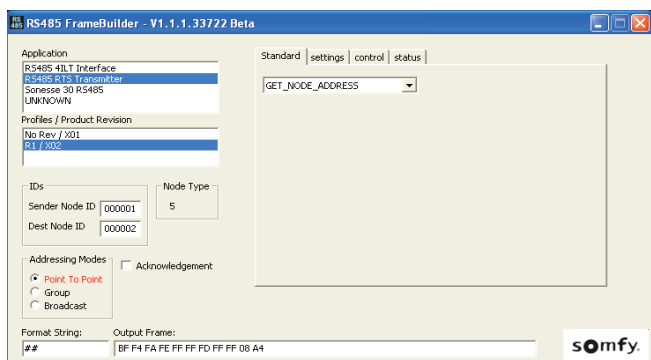 RS485 FrameBuilder - V1.1.1.33722 Beta
Application
RS485 4ILT Interface
RS485 RTS Transmitter
Sonesse 30 RS485
UNKNOWN
Profiles / Product Revision
No Rev / X01
R1 / X02
IDs
Sender Node ID 000001
Dest Node ID 000002
Node Type
5
Addressing Modes
Point To Point
Group
Broadcast
Acknowledgement
Standard settings control status
GET_NODE_ADDRESS
Format String:
##
Output Frame:
BF F4 FA FE FF FF FD FF FF 08 A4
somfy.